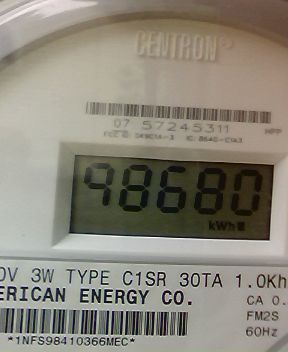 CENTRON®
07 57245311
HPP
98680
kWh
0V 3W TYPE C1SR 30TA 1.0Kh
ERICAN ENERGY CO.
CA 0.
FM2S
60Hz
*1NFS98410366MEC*